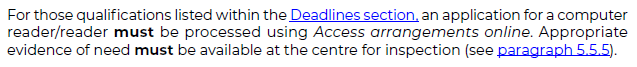 For those qualifications listed within the Deadlines section, an application for a computer
reader/reader must be processed using Access arrangements online. Appropriate
evidence of need must be available at the centre for inspection (see paragraph 5.5.5).